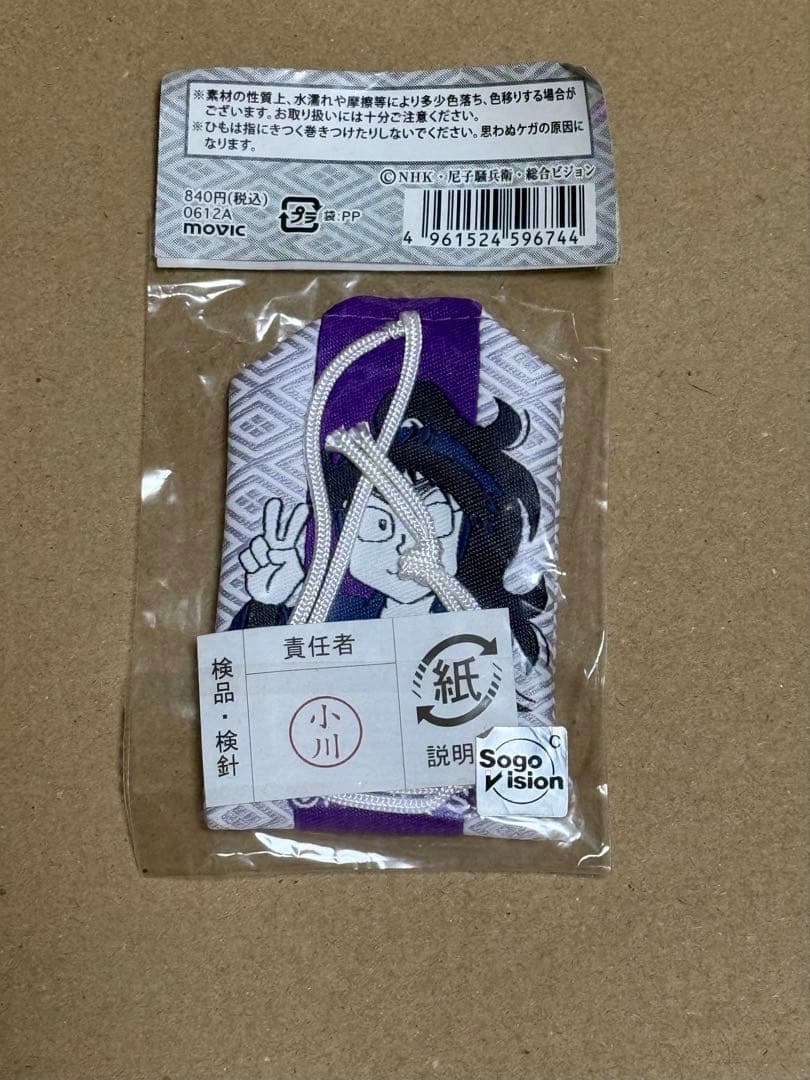 ※素材の性質上、水濡れや摩擦等により多少色落ち、色移りする場合が
ございます。お取り扱いには十分ご注意ください。
※ひもは指にきつく巻きつけたりしないでください。思わぬケガの原因に
なります。
©NHK・尼子騒兵衛・総合ビジョン
840円(税込)
0612A
movic
プラ
袋:PP
4 961524 596744
検品・検針
責任者
小川
紙
説明
C
Sogo
Vision